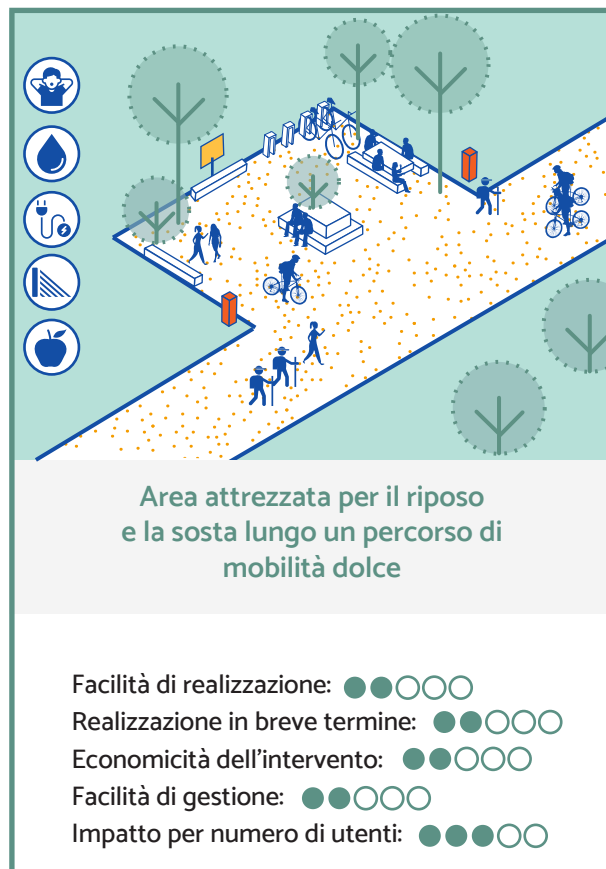 Area attrezzata per il riposo
e la sosta lungo un percorso di
mobilità dolce
Facilità di realizzazione:
Realizzazione in breve termine:
Economicità dell'intervento:
Facilità di gestione:
Impatto per numero di utenti: